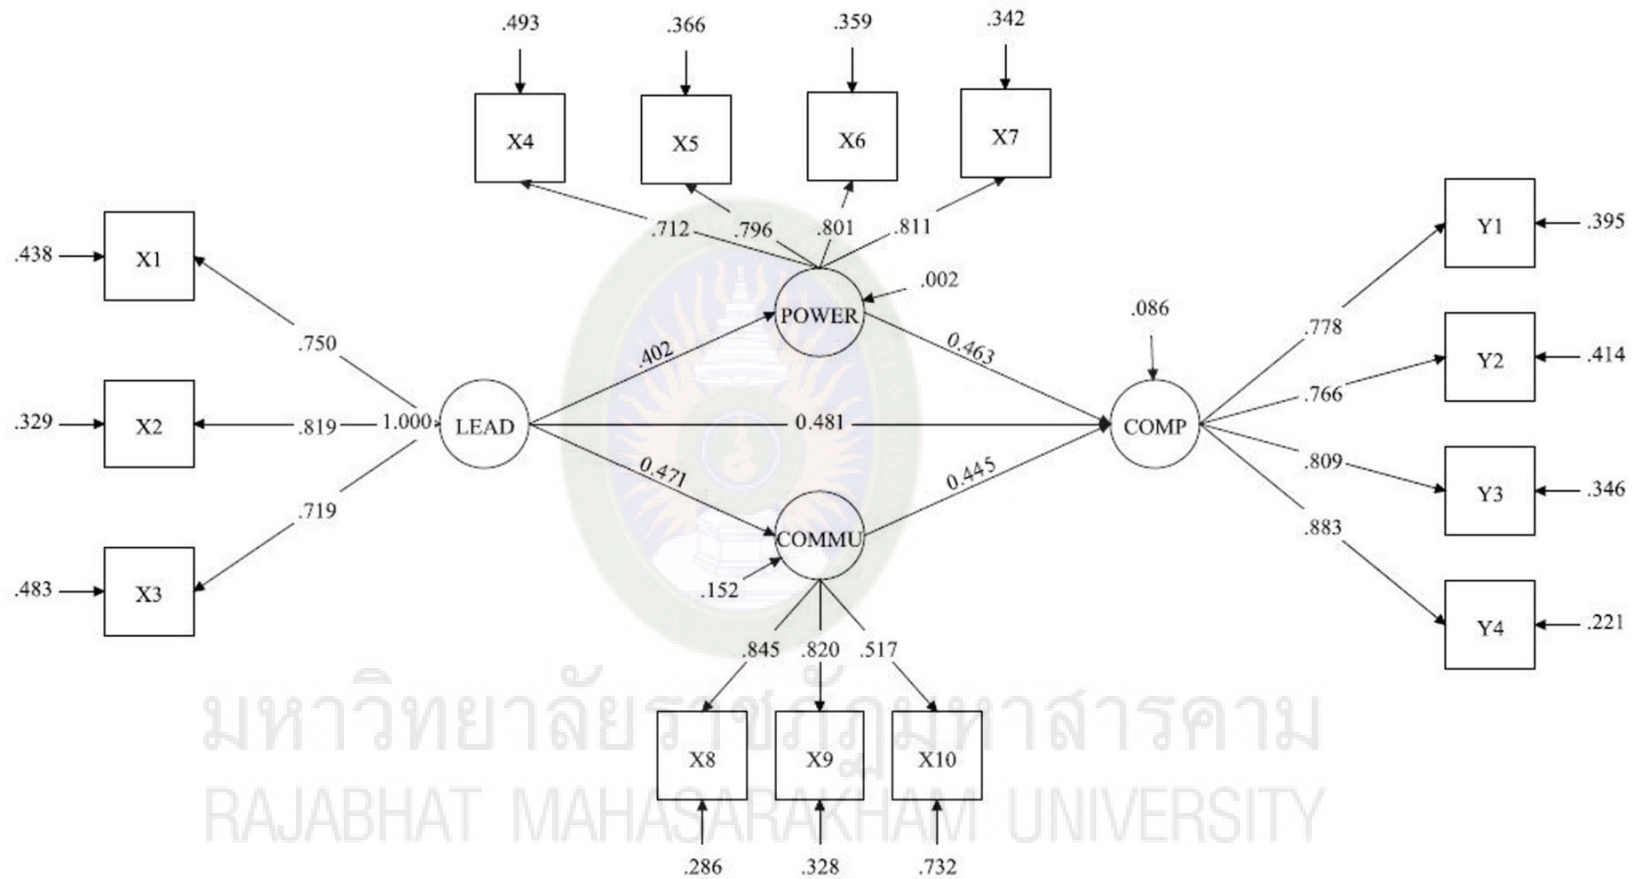 .493 .366 .359 .342
X4 X5 X6 X7
.712 .796 .801 .811
.438 X1 Y1 .395
.750 POWER .002 .778
.402 0.463 .086
.329 X2 .819 1.000 LEAD 0.481 COMP .766 Y2 .414
.719 0.471 0.445 .809 Y3 .346
.483 X3 COMMU .883
.152 Y4 .221
.845 .820 .517
X8 X9 X10
.286 .328 .732
มหาวิทยาลัยราชภัฏมหาสารคาม
RAJABHAT MAHASARAKHAM UNIVERSITY